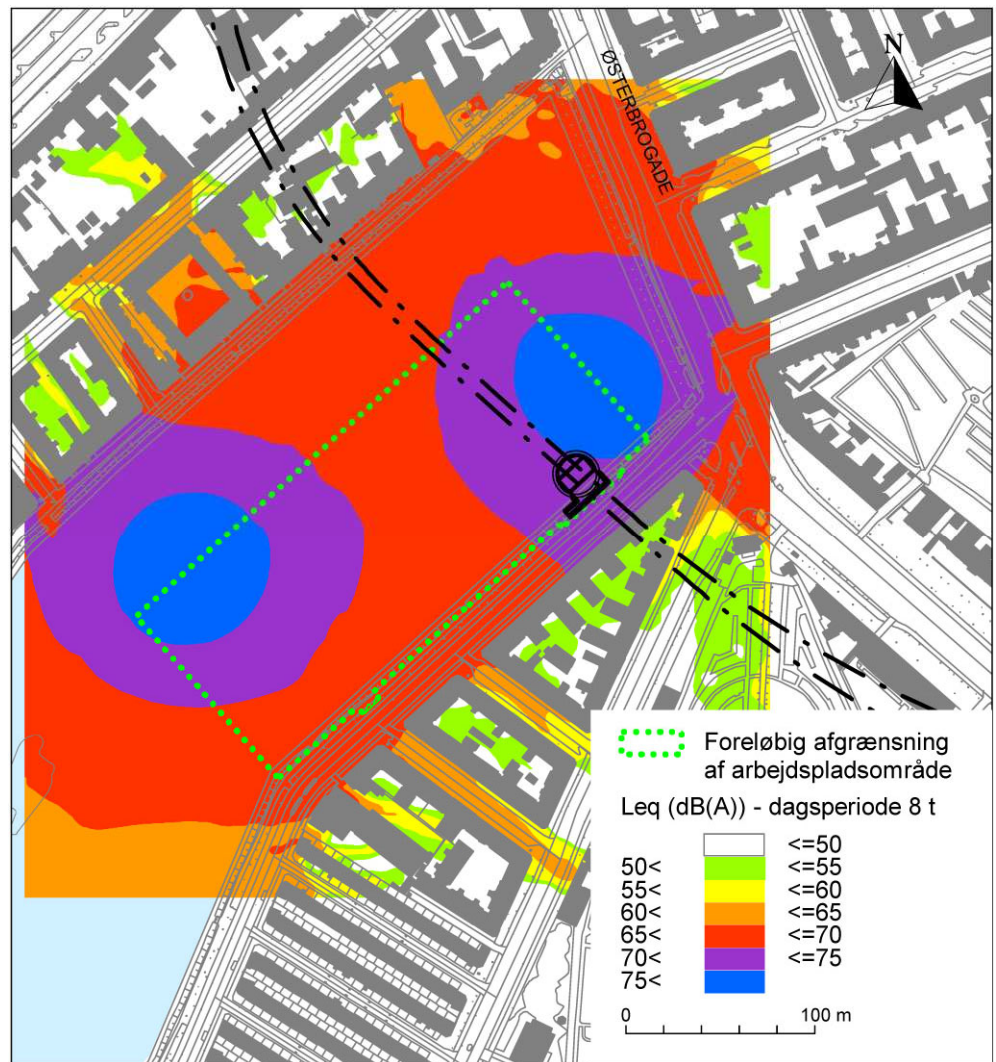 N
ØSTERBROGADE
Foreløbig afgrænsning
af arbejdspladsområde
Leq (dB(A)) - dagsperiode 8 t
<=50
50< <=55
55< <=60
60< <=65
65< <=70
70< <=75
75<
0 100 m